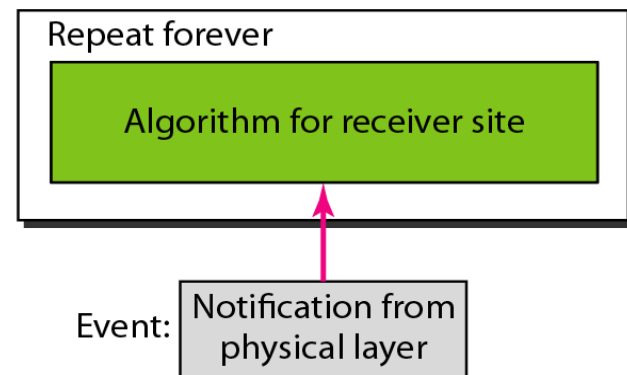 Repeat forever
Algorithm for receiver site
Event:
Notification from
physical layer